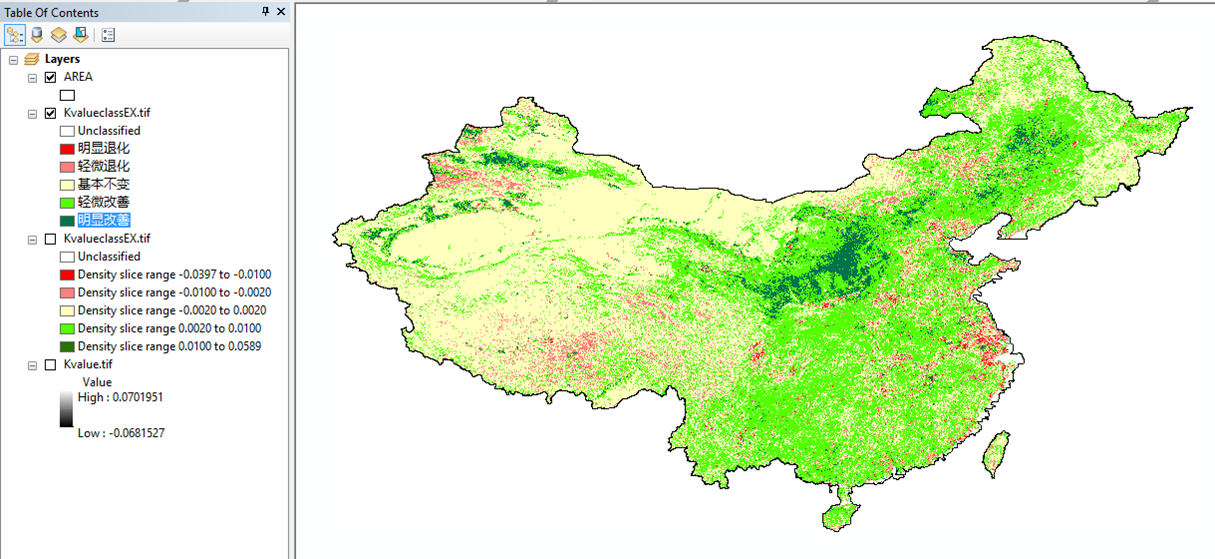 Table Of Contents
Layers
AREA
KvalueclassEX.tif
Unclassified
明显退化
轻微退化
基本不变
轻微改善
明显改善
KvalueclassEX.tif
Unclassified
Density slice range -0.0397 to -0.0100
Density slice range -0.0100 to -0.0020
Density slice range -0.0020 to 0.0020
Density slice range 0.0020 to 0.0100
Density slice range 0.0100 to 0.0589
Kvalue.tif
Value
High : 0.0701951
Low : -0.0681527